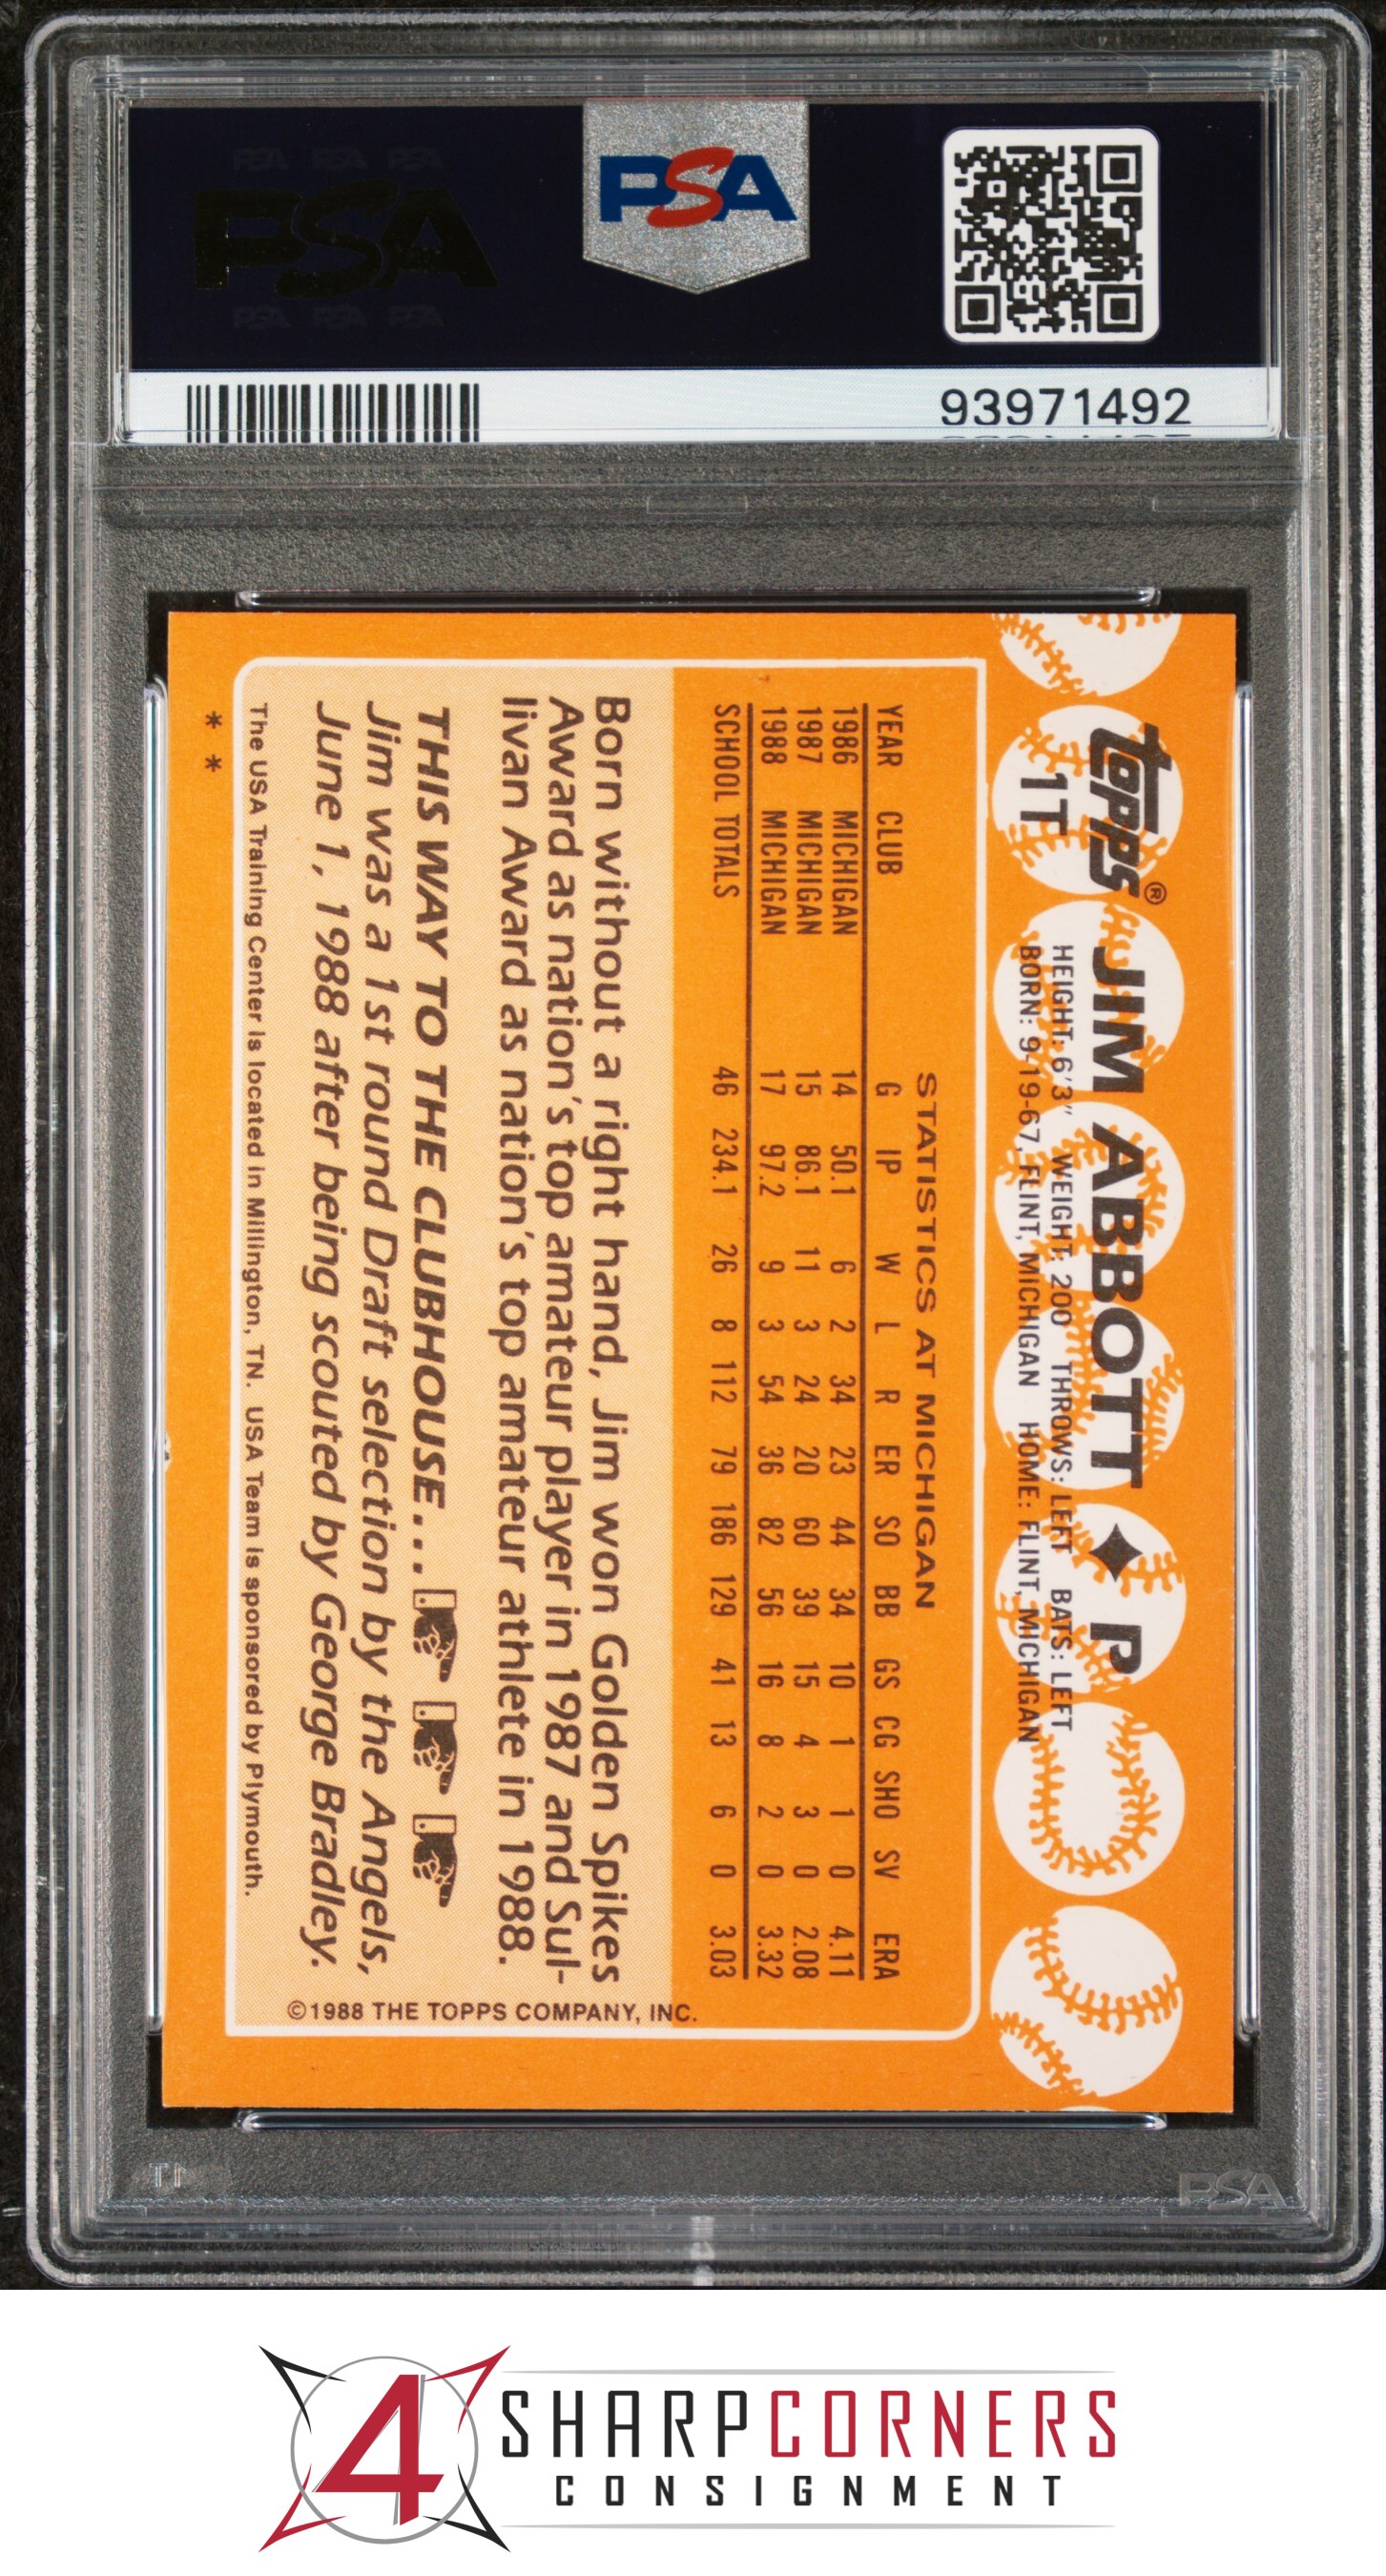 PSA PSA PSA
PSA
PSA PSA PSA
PSA
93971492
topps®
1T
JIM ABBOTT ✦ P
HEIGHT: 6'3" WEIGHT: 200 THROWS: LEFT BATS: LEFT
BORN: 9-19-67, FLINT, MICHIGAN HOME: FLINT, MICHIGAN
STATISTICS AT MICHIGAN
YEAR CLUB G IP W L R ER SO BB GS CG SHO SV ERA
1986 MICHIGAN 14 50.1 6 2 34 23 44 34 10 1 1 0 4.11
1987 MICHIGAN 15 86.1 11 3 24 20 60 39 15 4 3 0 2.08
1988 MICHIGAN 17 97.2 9 3 54 36 82 56 16 8 2 0 3.32
SCHOOL TOTALS 46 234.1 26 8 112 79 186 129 41 13 6 0 3.03
Born without a right hand, Jim won Golden Spikes
Award as nation's top amateur player in 1987 and Sul-
livan Award as nation's top amateur athlete in 1988.
THIS WAY TO THE CLUBHOUSE...
Jim was a 1st round Draft selection by the Angels,
June 1, 1988 after being scouted by George Bradley.
©1988 THE TOPPS COMPANY, INC.
The USA Training Center is located in Millington, TN. USA Team is sponsored by Plymouth.
* *
PSA
4
SHARPCORNERS
CONSIGNMENT